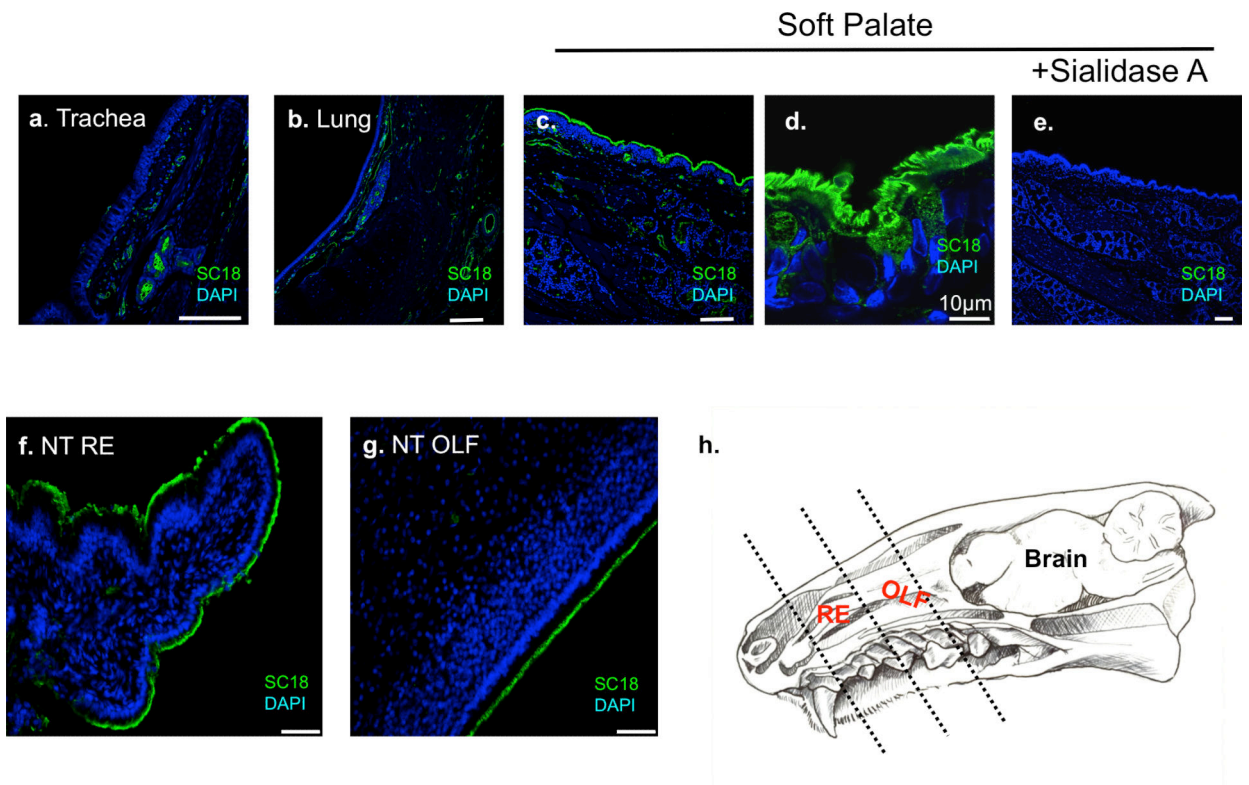 Soft Palate
+Sialidase A
a. Trachea
SC18
DAPI
b. Lung
SC18
DAPI
c.
SC18
DAPI
d.
SC18
DAPI
10µm
e.
SC18
DAPI
f. NT RE
SC18
DAPI
g. NT OLF
SC18
DAPI
h.
RE
OLF
Brain